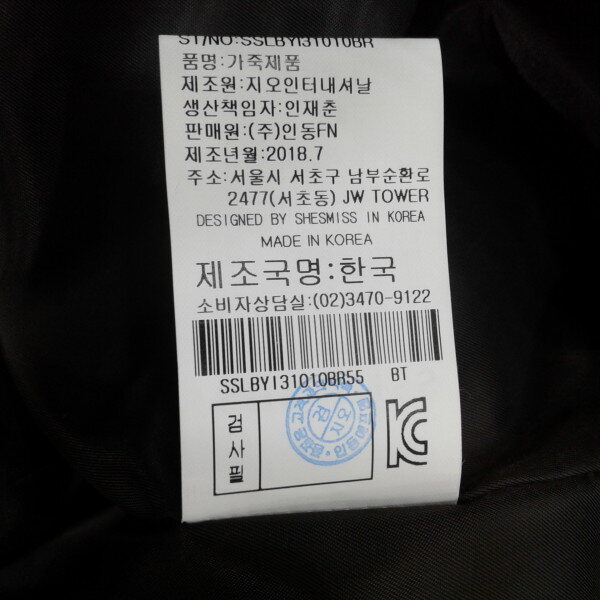 ST/NO:SSLBYI31010BR
품명:가죽제품
제조원:지오인터내셔날
생산책임자:인재춘
판매원:(주)인동FN
제조년월:2018.7
주소:서울시 서초구 남부순환로
2477(서초동) JW TOWER
DESIGNED BY SHESMISS IN KOREA
MADE IN KOREA
제조국명:한국
소비자상담실:(02)3470-9122
SSLBYI31010BR55 BT
검사필
검
지오